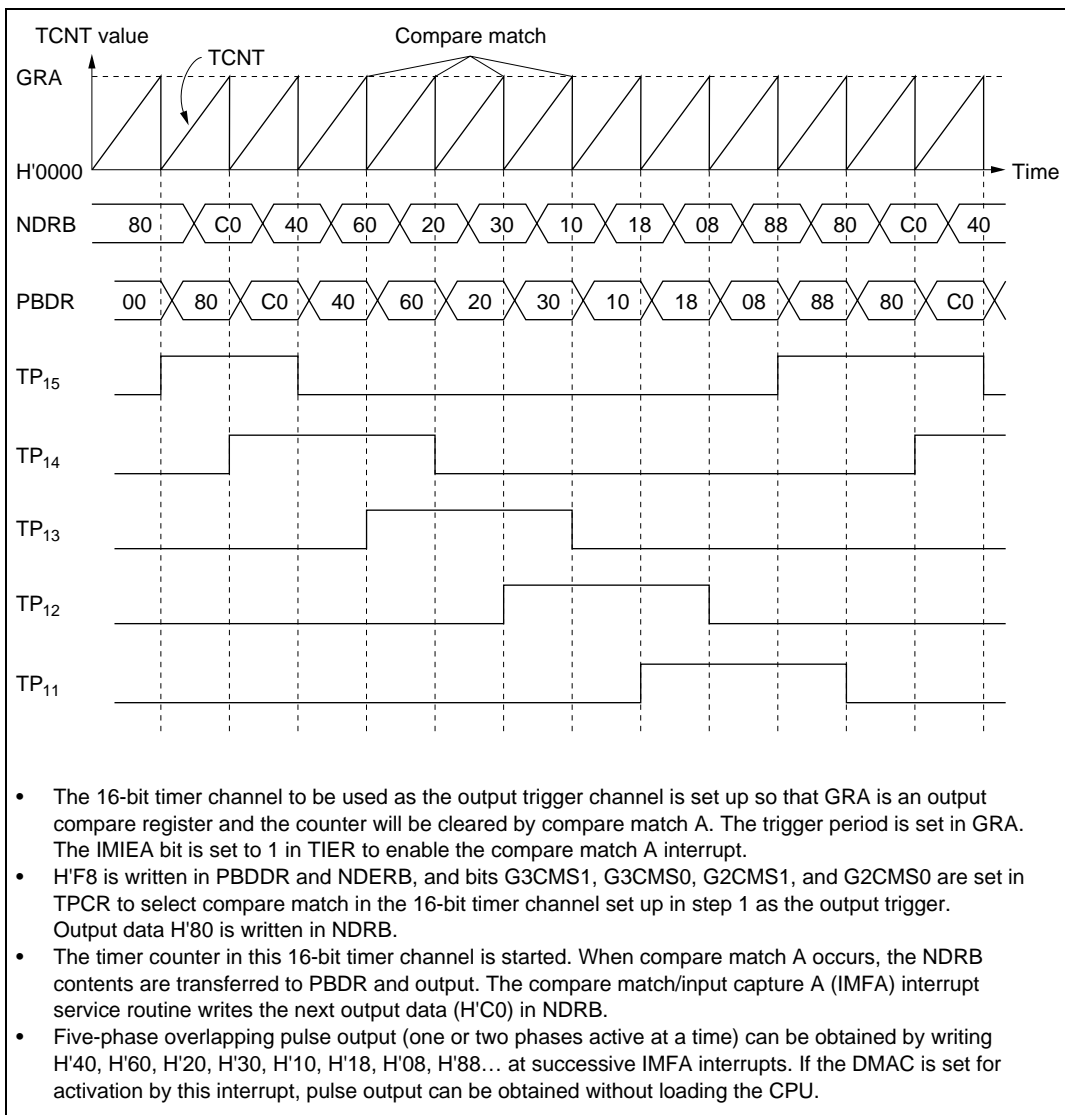 TCNT value
Compare match
TCNT
GRA
H'0000
Time
NDRB 80 C0 40 60 20 30 10 18 08 88 80 C0 40
PBDR 00 80 C0 40 60 20 30 10 18 08 88 80 C0
TP15
TP14
TP13
TP12
TP11
• The 16-bit timer channel to be used as the output trigger channel is set up so that GRA is an output
compare register and the counter will be cleared by compare match A. The trigger period is set in GRA.
The IMIEA bit is set to 1 in TIER to enable the compare match A interrupt.
• H'F8 is written in PBDDR and NDERB, and bits G3CMS1, G3CMS0, G2CMS1, and G2CMS0 are set in
TPCR to select compare match in the 16-bit timer channel set up in step 1 as the output trigger.
Output data H'80 is written in NDRB.
• The timer counter in this 16-bit timer channel is started. When compare match A occurs, the NDRB
contents are transferred to PBDR and output. The compare match/input capture A (IMFA) interrupt
service routine writes the next output data (H'C0) in NDRB.
• Five-phase overlapping pulse output (one or two phases active at a time) can be obtained by writing
H'40, H'60, H'20, H'30, H'10, H'18, H'08, H'88… at successive IMFA interrupts. If the DMAC is set for
activation by this interrupt, pulse output can be obtained without loading the CPU.